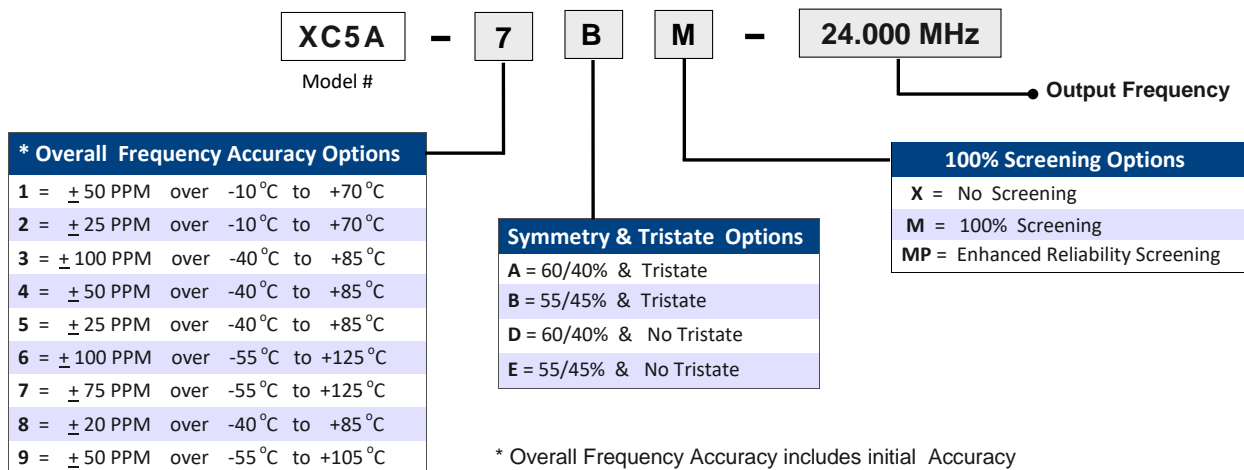 XC5A – 7 B M – 24.000 MHz
Model #
Output Frequency
* Overall Frequency Accuracy Options
1 = ± 50 PPM over -10 °C to +70 °C
2 = ± 25 PPM over -10 °C to +70 °C
3 = ± 100 PPM over -40 °C to +85 °C
4 = ± 50 PPM over -40 °C to +85 °C
5 = ± 25 PPM over -40 °C to +85 °C
6 = ± 100 PPM over -55 °C to +125 °C
7 = ± 75 PPM over -55 °C to +125 °C
8 = ± 20 PPM over -40 °C to +85 °C
9 = ± 50 PPM over -55 °C to +105 °C
Symmetry & Tristate Options
A = 60/40% & Tristate
B = 55/45% & Tristate
D = 60/40% & No Tristate
E = 55/45% & No Tristate
100% Screening Options
X = No Screening
M = 100% Screening
MP = Enhanced Reliability Screening
* Overall Frequency Accuracy includes initial Accuracy